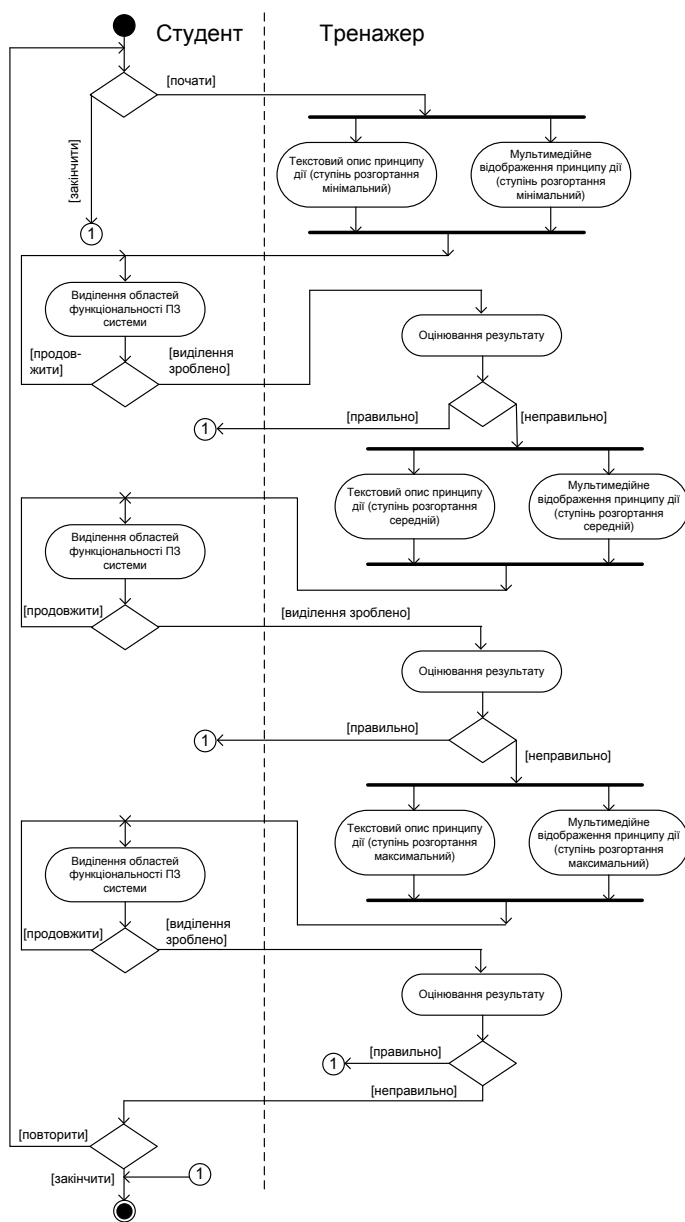 Студент
Тренажер
[почати]
[закінчити]
Текстовий опис принципу
дії (ступінь розгортання
мінімальний)
Мультимедійне
відображення принципу дії
(ступінь розгортання
мінімальний)
1
Виділення областей
функціональності ПЗ
системи
[продов-
жити]
[виділення
зроблено]
Оцінювання результату
[правильно]
[неправильно]
1
Текстовий опис принципу
дії (ступінь розгортання
середній)
Мультимедійне
відображення принципу дії
(ступінь розгортання
середній)
Виділення областей
функціональності ПЗ
системи
[продовжити]
[виділення зроблено]
Оцінювання результату
[правильно]
1
[неправильно]
Текстовий опис принципу
дії (ступінь розгортання
максимальний)
Мультимедійне
відображення принципу дії
(ступінь розгортання
максимальний)
Виділення областей
функціональності ПЗ
системи
[продовжити]
[виділення
зроблено]
Оцінювання результату
1
[правильно]
[неправильно]
[повторити]
[закінчити]
1